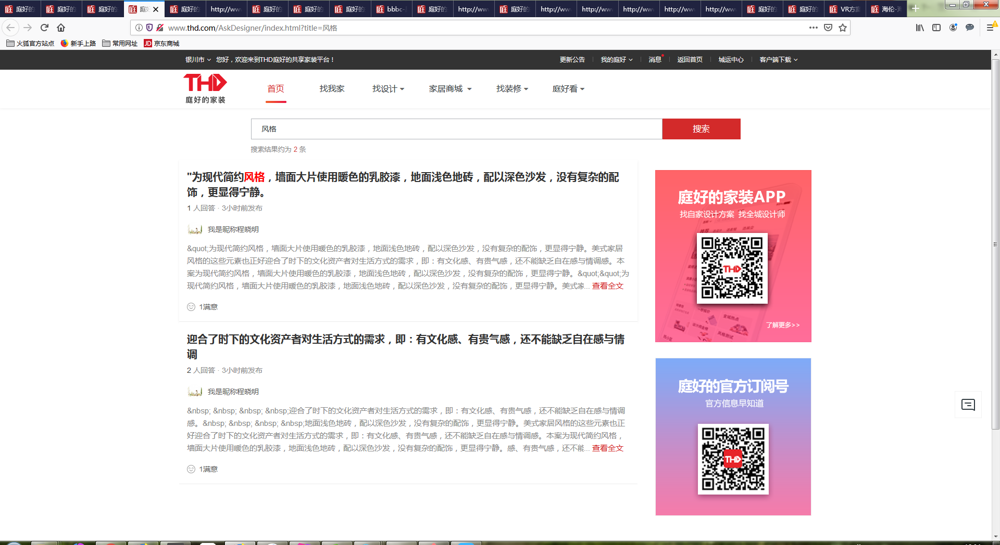 庭好的
庭好的
庭好的
庭
庭好的
http://ww
庭好的
庭好的
庭好的
bbbc-
庭好的
http://ww
庭好的
http://ww
http://ww
http://ww
http://ww
http://ww
庭好的
庭好的
VR方案
海伦-
www.thd.com/AskDesigner/index.html?title=风格
火狐官方站点 新手上路 常用网址 JD 京东商城
银川市 您好，欢迎来到THD庭好的共享家装平台！ 更新公告 我的庭好 消息 返回首页 城运中心 客户端下载
THD
庭好的家装
首页 找我家 找设计 家居商城 找装修 庭好看
风格 搜索
搜索结果约为 2 条
"为现代简约风格，墙面大片使用暖色的乳胶漆，地面浅色地砖，配以深色沙发，没有复杂的配
饰，更显得宁静。
1 人回答 · 3小时前发布
我是昵称程晓明
&quot;为现代简约风格，墙面大片使用暖色的乳胶漆，地面浅色地砖，配以深色沙发，没有复杂的配饰，更显得宁静。美式家居
风格的这些元素也正好迎合了时下的文化资产者对生活方式的需求，即：有文化感、有贵气感，还不能缺乏自在感与情调感。本
案为现代简约风格，墙面大片使用暖色的乳胶漆，地面浅色地砖，配以深色沙发，没有复杂的配饰，更显得宁静。&quot;&quot;为
现代简约风格，墙面大片使用暖色的乳胶漆，地面浅色地砖，配以深色沙发，没有复杂的配饰，更显得宁静。美式家... 查看全文
1满意
迎合了时下的文化资产者对生活方式的需求，即：有文化感、有贵气感，还不能缺乏自在感与情
调
2 人回答 · 3小时前发布
我是昵称程晓明
&nbsp; &nbsp; &nbsp; &nbsp;迎合了时下的文化资产者对生活方式的需求，即：有文化感、有贵气感，还不能缺乏自在感与情调
感。&nbsp; &nbsp; &nbsp; &nbsp;地面浅色地砖，配以深色沙发，没有复杂的配饰，更显得宁静。美式家居风格的这些元素也正
好迎合了时下的文化资产者对生活方式的需求，即：有文化感、有贵气感，还不能缺乏自在感与情调感。本案为现代简约风格，
墙面大片使用暖色的乳胶漆，地面浅色地砖，配以深色沙发，没有复杂的配饰，更显得宁静。感、有贵气感，还不能... 查看全文
1满意
庭好的家装APP
找自家设计方案 找全城设计师
THD
了解更多>>
庭好的官方订阅号
官方信息早知道
THD